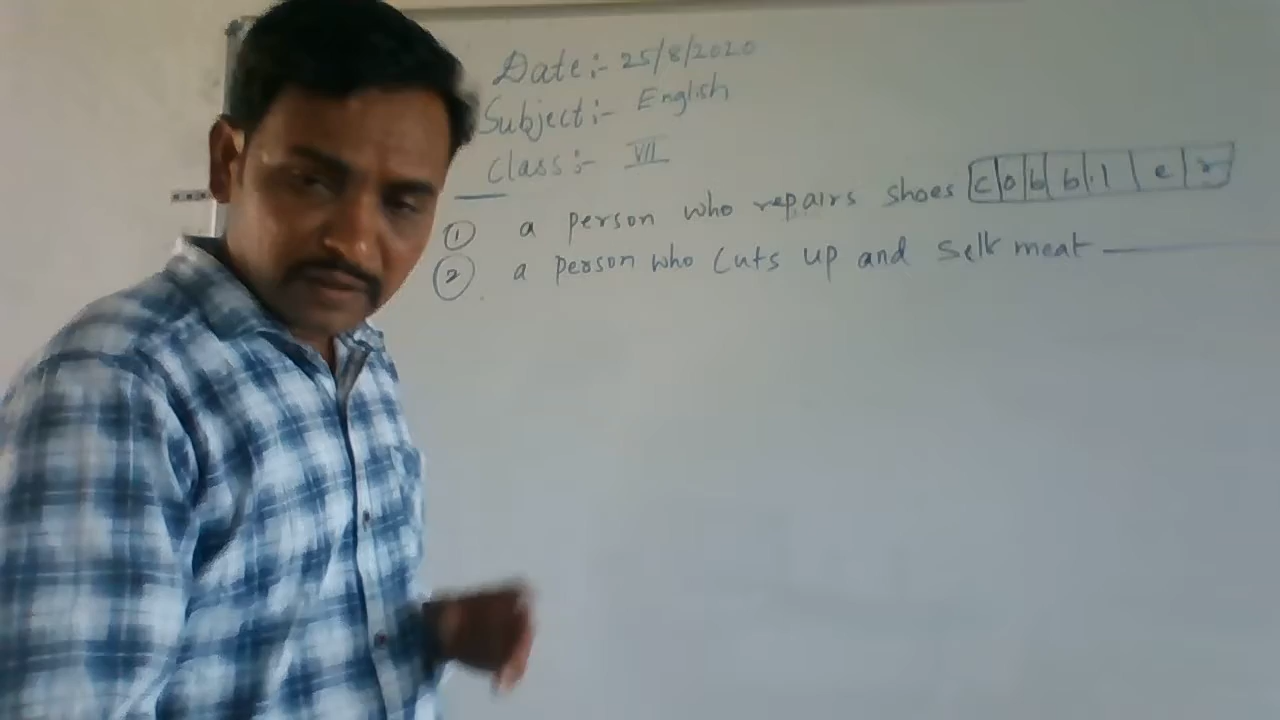 Date:- 25/8/2020
Subject:- English
Class:- VII
① a person who repairs shoes cobbler
② a person who cuts up and sells meat